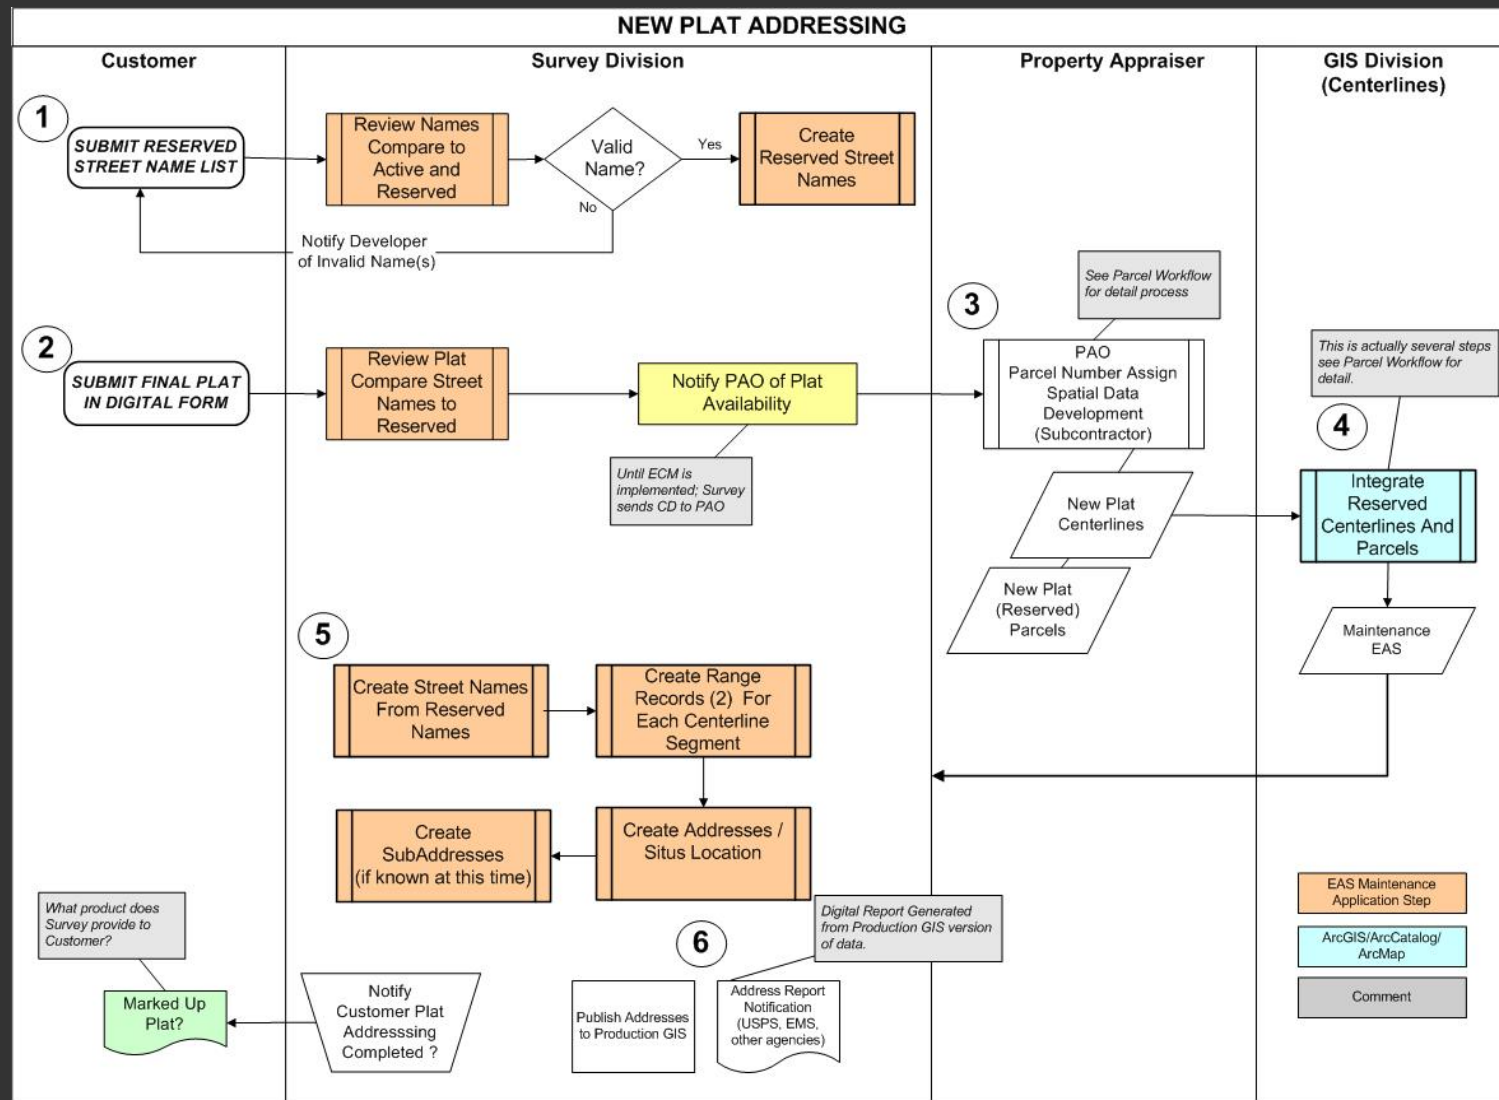 NEW PLAT ADDRESSING
Customer
Survey Division
Property Appraiser
GIS Division
(Centerlines)
1
SUBMIT RESERVED
STREET NAME LIST
Review Names
Compare to
Active and
Reserved
Valid
Name?
Yes
No
Create
Reserved Street
Names
Notify Developer
of Invalid Name(s)
2
SUBMIT FINAL PLAT
IN DIGITAL FORM
Review Plat
Compare Street
Names to
Reserved
Notify PAO of Plat
Availability
Until ECM is
implemented; Survey
sends CD to PAO
3
See Parcel Workflow
for detail process
PAO
Parcel Number Assign
Spatial Data
Development
(Subcontractor)
New Plat
Centerlines
New Plat
(Reserved)
Parcels
This is actually several steps
see Parcel Workflow for
detail.
4
Integrate
Reserved
Centerlines And
Parcels
Maintenance
EAS
5
Create Street Names
From Reserved
Names
Create Range
Records (2) For
Each Centerline
Segment
Create
SubAddresses
(if known at this time)
Create Addresses /
Situs Location
What product does
Survey provide to
Customer?
Marked Up
Plat?
Notify
Customer Plat
Addresssing
Completed ?
6
Publish Addresses
to Production GIS
Digital Report Generated
from Production GIS version
of data.
Address Report
Notification
(USPS, EMS,
other agencies)
EAS Maintenance
Application Step
ArcGIS/ArcCatalog/
ArcMap
Comment